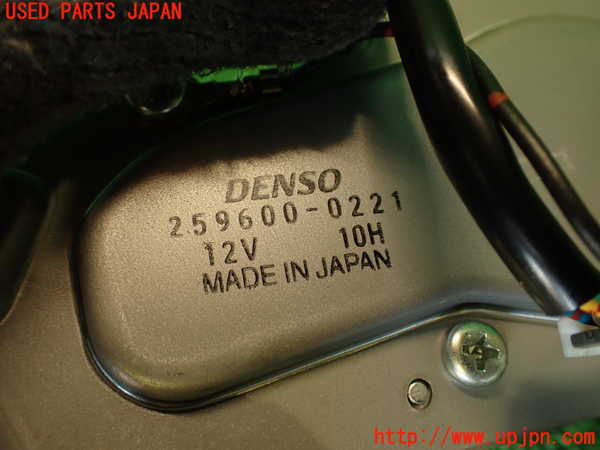 USED PARTS JAPAN
DENSO
259600-0221
12V 10H
MADE IN JAPAN
http://www.upjpn.com/